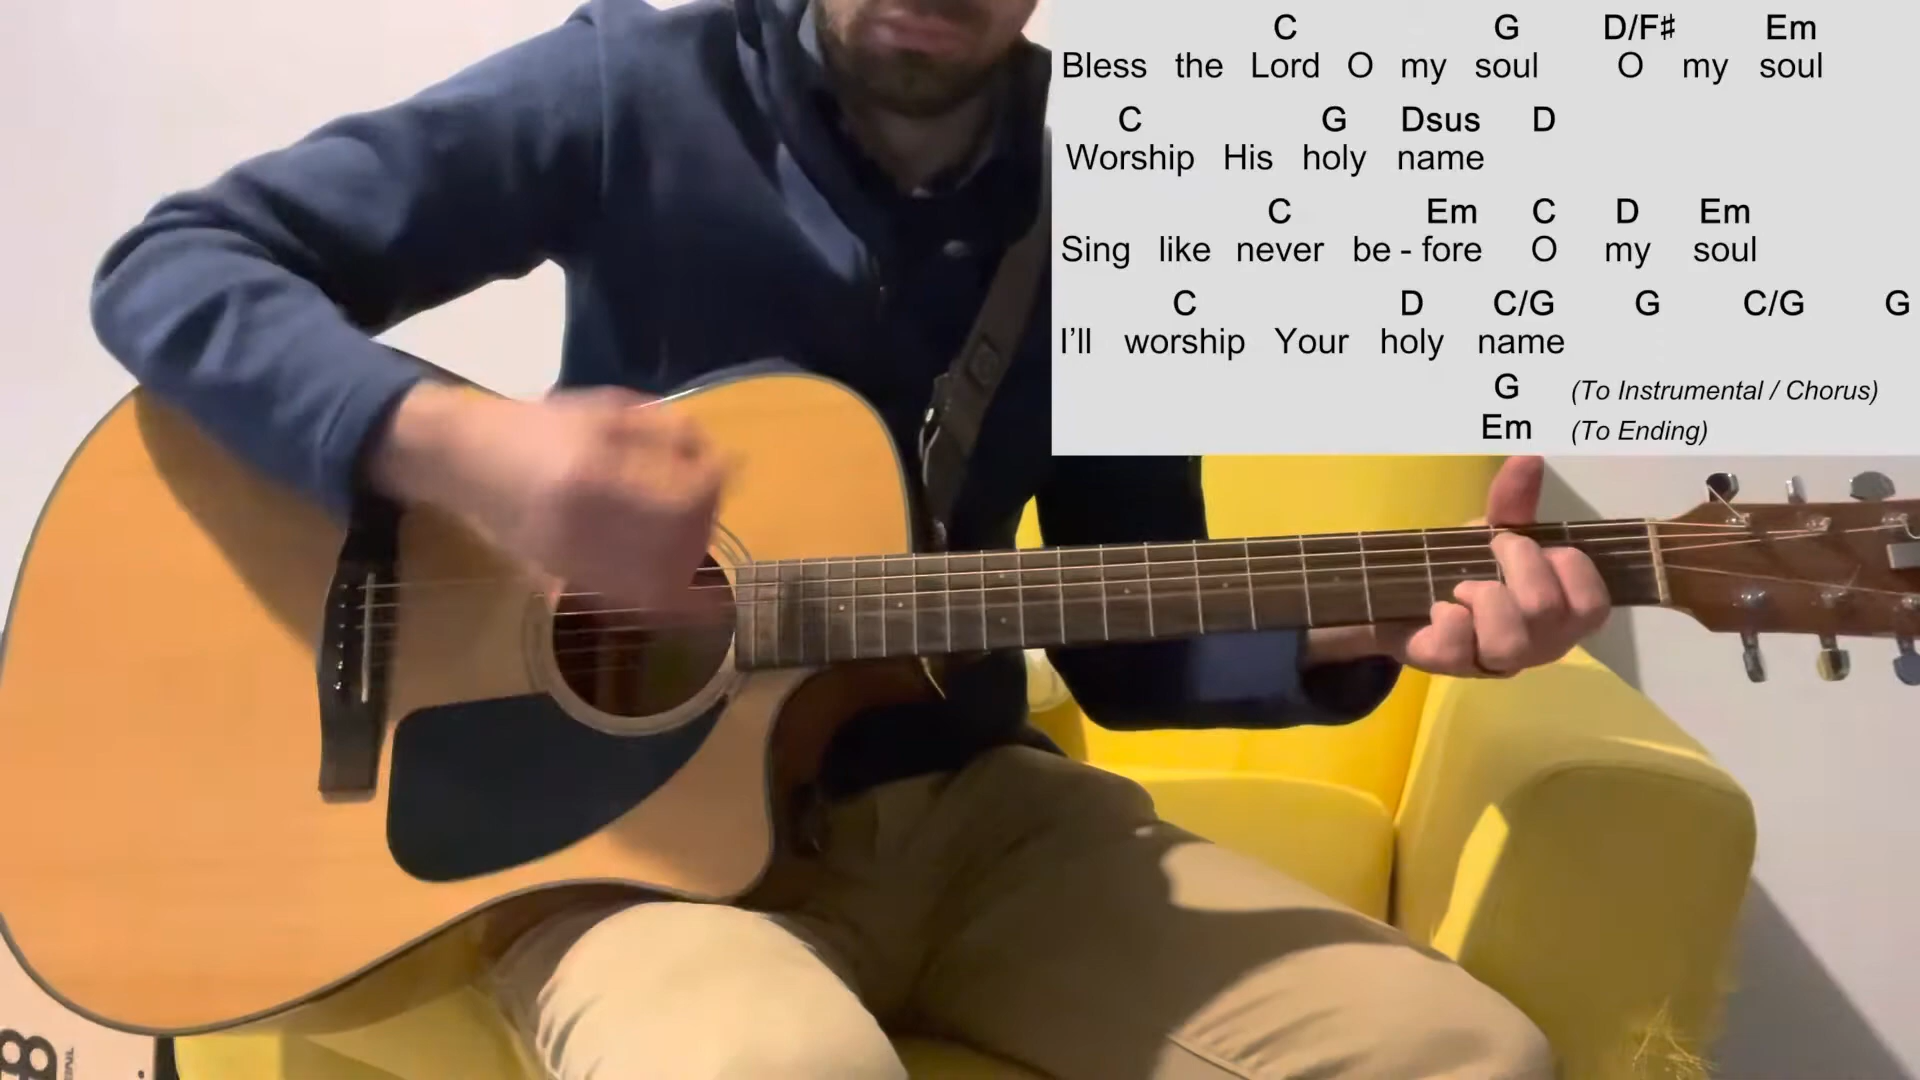 C G D/F♯ Em
Bless the Lord O my soul O my soul
C G Dsus D
Worship His holy name
C Em C D Em
Sing like never be - fore O my soul
C D C/G G C/G G
I'll worship Your holy name
G (To Instrumental / Chorus)
Em (To Ending)